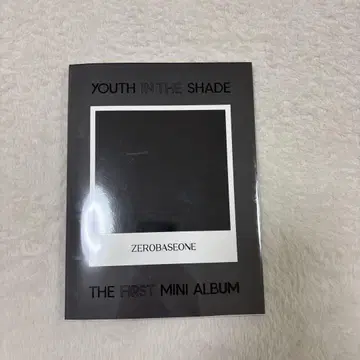 YOUTH IN THE SHADE
ZEROBASEONE
THE FIRST MINI ALBUM